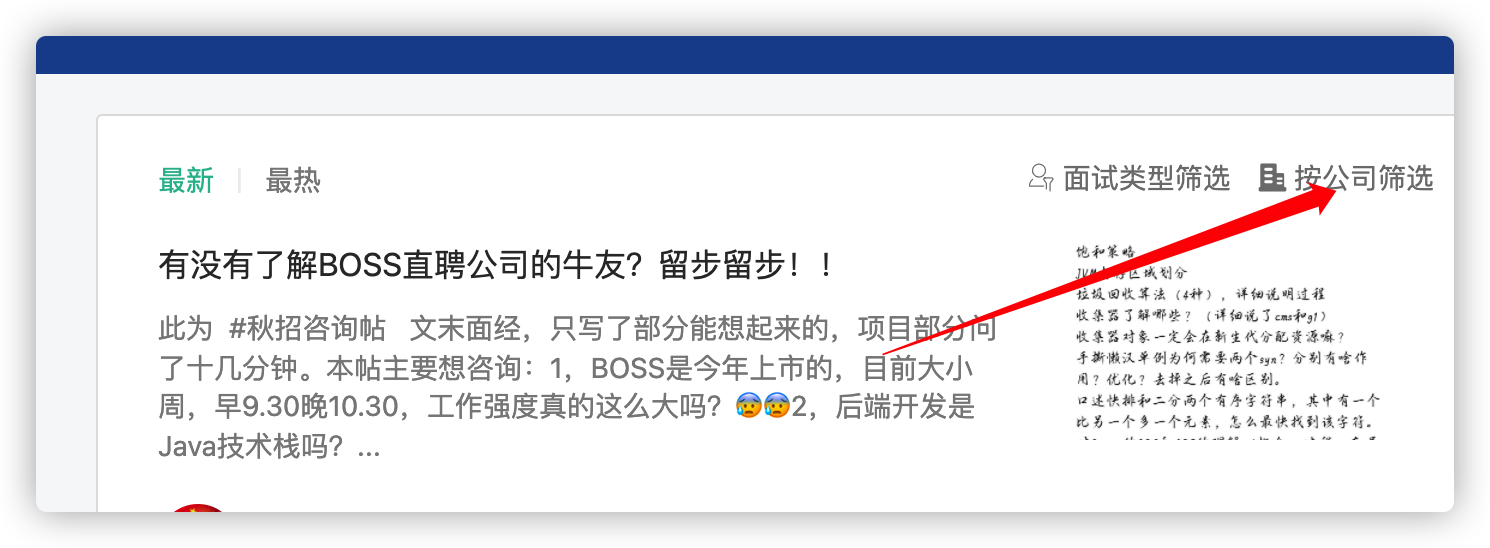 最新
最热
面试类型筛选
按公司筛选
有没有了解BOSS直聘公司的牛友？留步留步！！
此为 #秋招咨询帖 文末面经，只写了部分能想起来的，项目部分问
了十几分钟。本帖主要想咨询：1，BOSS是今年上市的，目前大小
周，早9.30晚10.30，工作强度真的这么大吗？😰😰2，后端开发是
Java技术栈吗？...
饱和策略
JVM内存区域划分
垃圾回收算法（4种），详细说明过程
收集器了解哪些？（详细说了cms和g1）
收集器对象一定会在新生代分配资源嘛？
手撕懒汉单例为何需要两个syn？分别有啥作
用？优化？去掉之后有啥区别。
口述快排和二分两个有序字符串，其中有一个
比另一个多一个元素，怎么最快找到该字符。